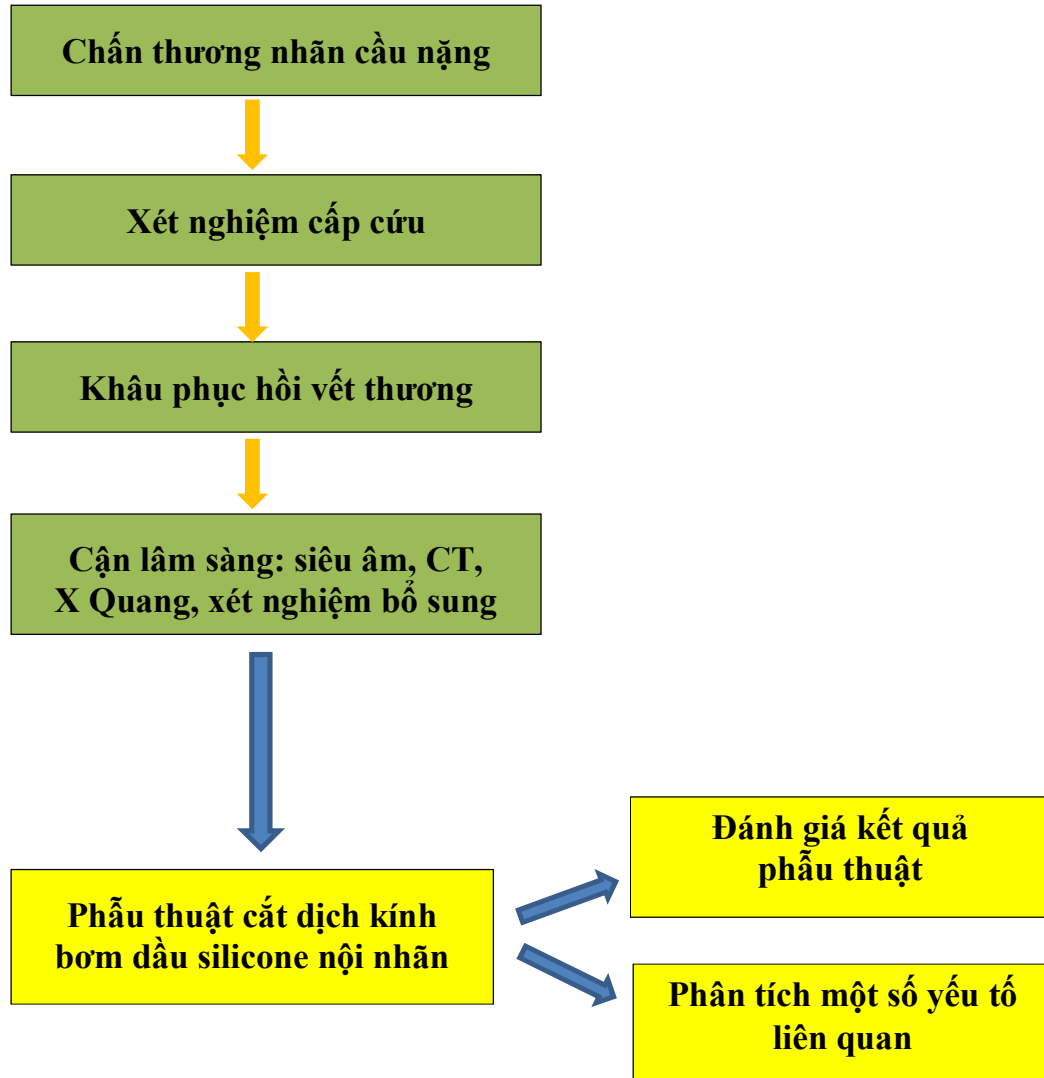 Chấn thương nhãn cầu nặng
Xét nghiệm cấp cứu
Khâu phục hồi vết thương
Cận lâm sàng: siêu âm, CT,
X Quang, xét nghiệm bổ sung
Phẫu thuật cắt dịch kính
bơm dầu silicone nội nhãn
Đánh giá kết quả
phẫu thuật
Phân tích một số yếu tố
liên quan